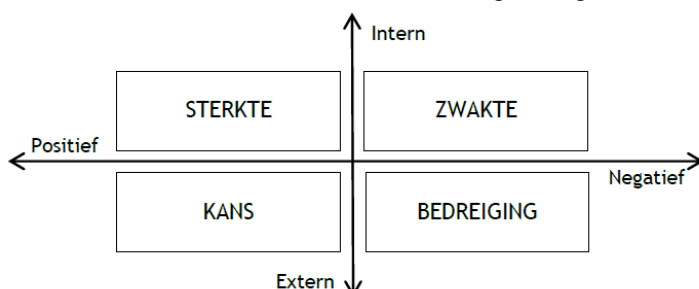 Intern
STERKTE
ZWAKTE
Positief
Negatief
KANS
BEDREIGING
Extern